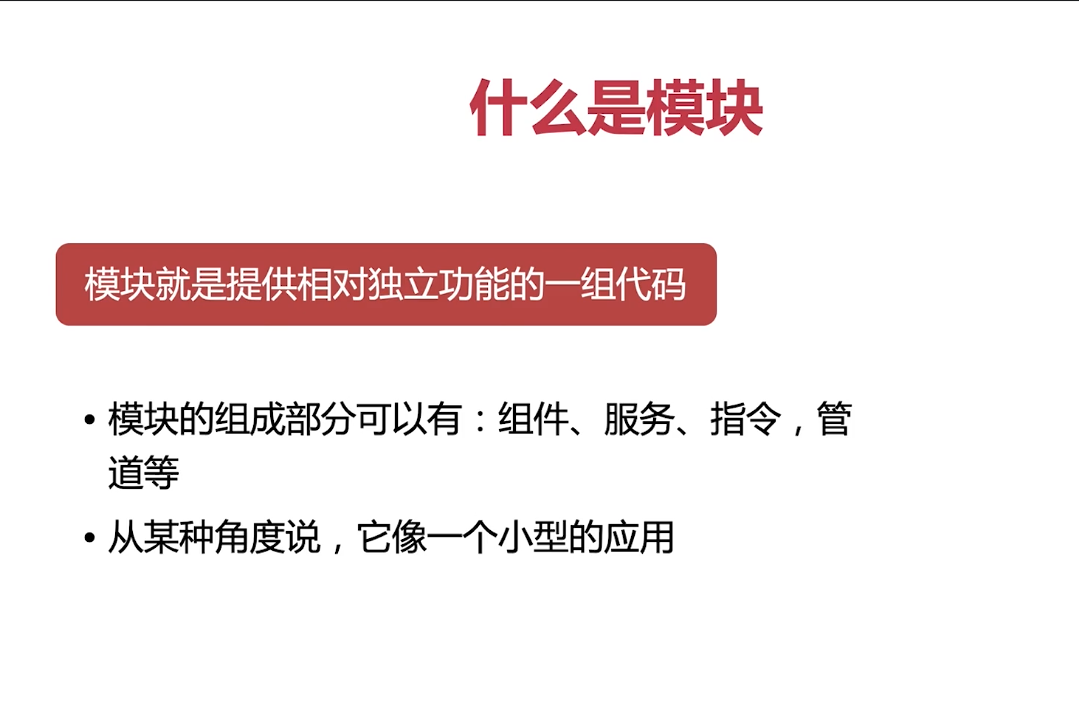 什么是模块
模块就是提供相对独立功能的一组代码
• 模块的组成部分可以有：组件、服务、指令，管
道等
• 从某种角度说，它像一个小型的应用